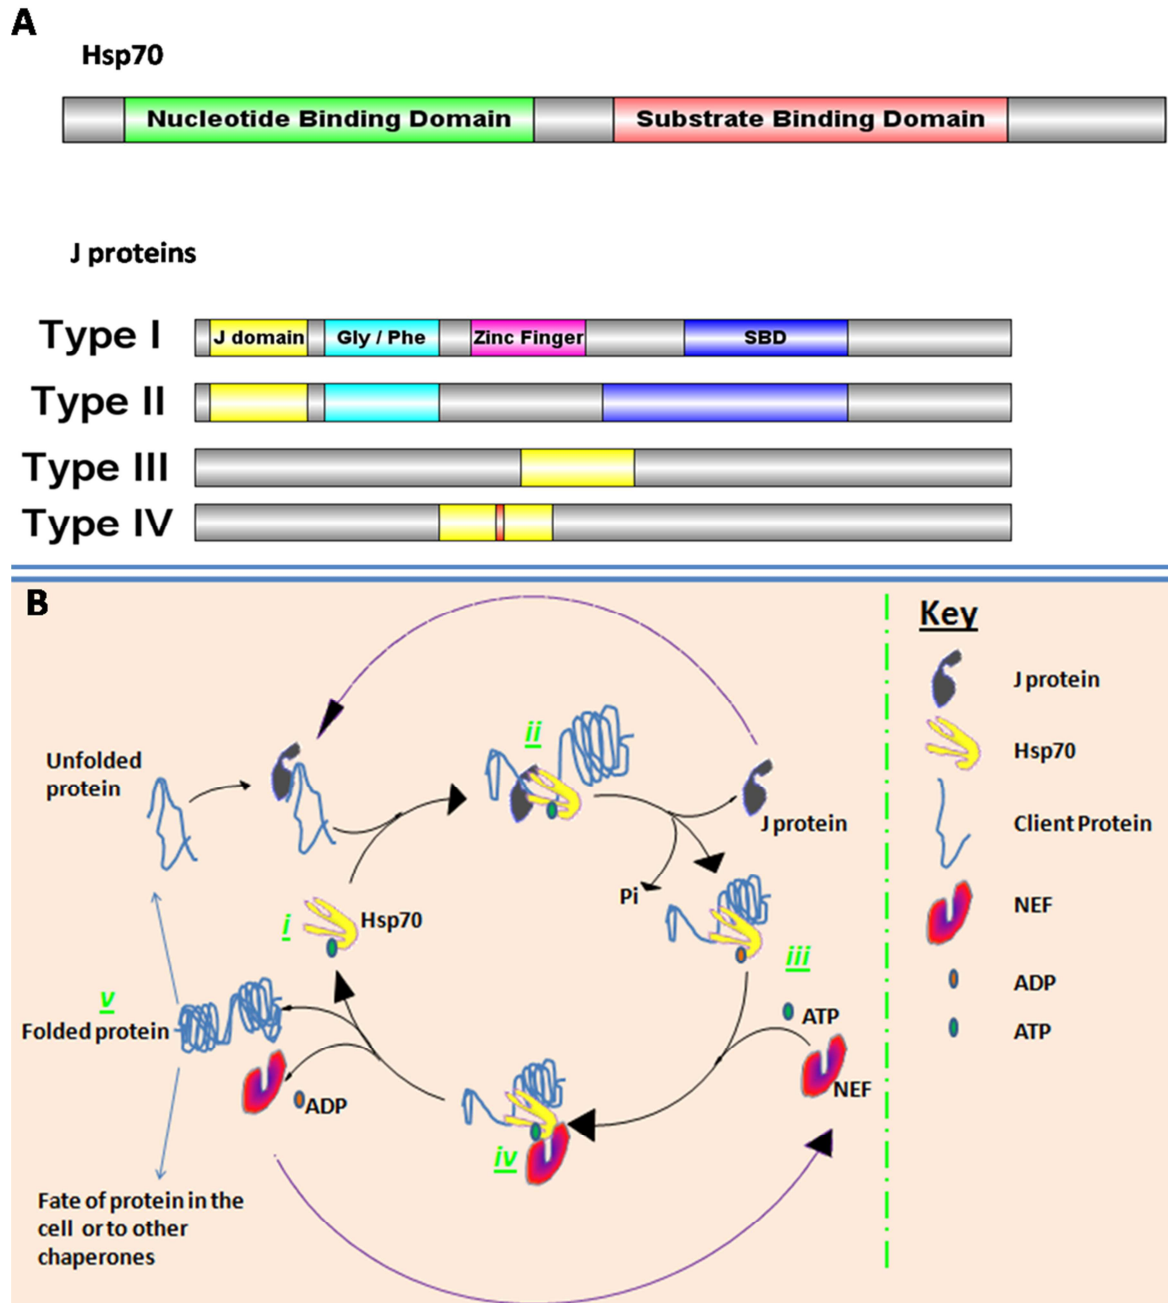 A
Hsp70
Nucleotide Binding Domain
Substrate Binding Domain
J proteins
Type I
J domain
Gly / Phe
Zinc Finger
SBD
Type II
Type III
Type IV
B
Key
J protein
Hsp70
Client Protein
NEF
ADP
ATP
Unfolded
protein
ii
J protein
Pi
i
Hsp70
iii
v
Folded protein
ATP
NEF
ADP
iv
Fate of protein in the
cell or to other
chaperones